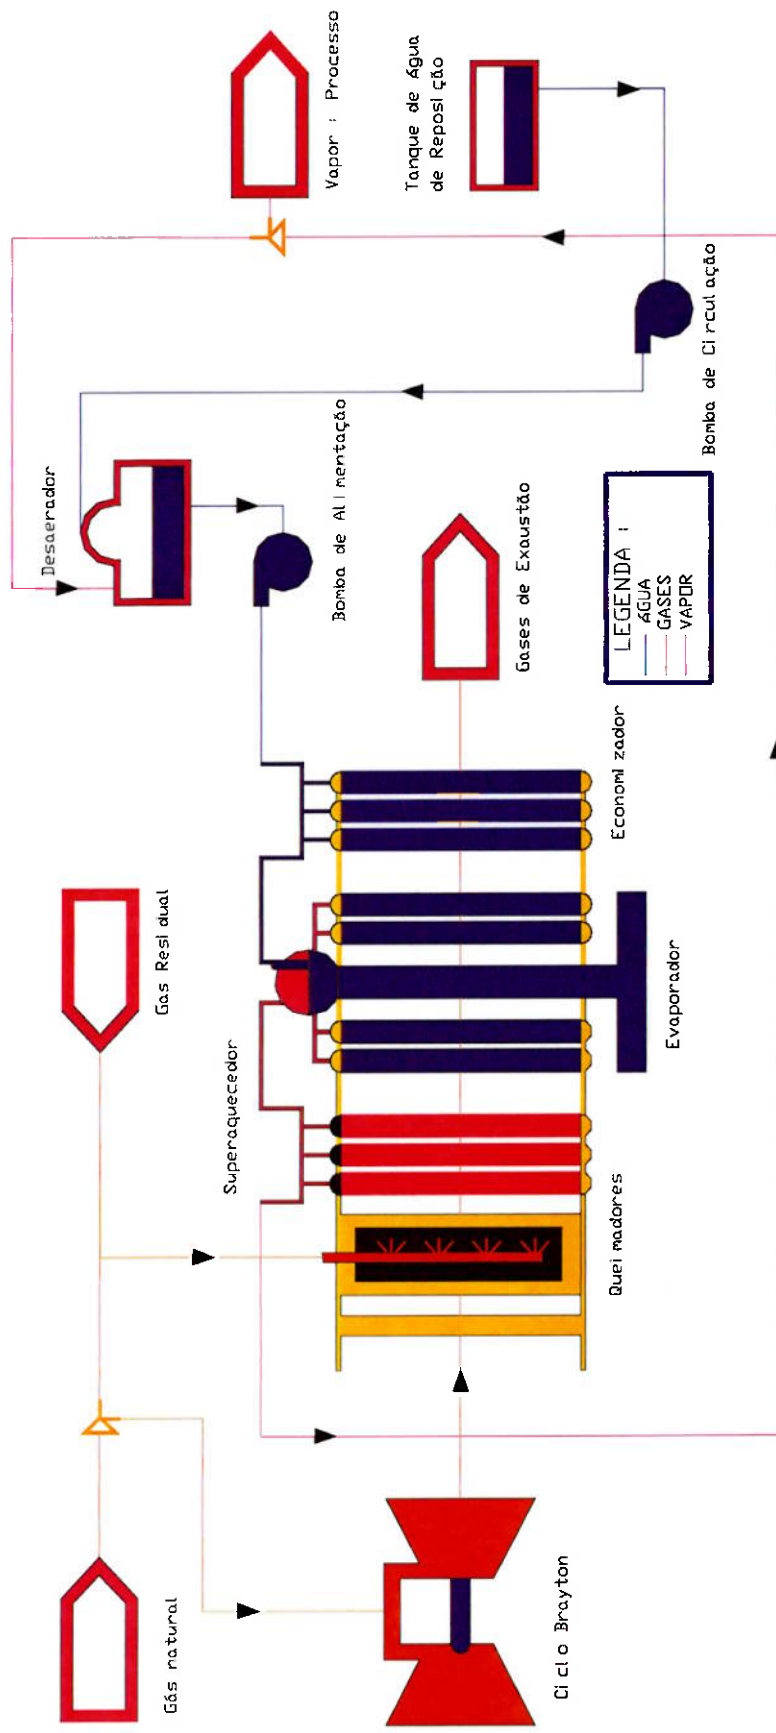 Vapor : Processo
Tanque de Água
de Reposição
Desaerador
Bomba de Alimentação
Bomba de Circulação
Gases de Exaustão
LEGENDA :
ÁGUA
GASES
VAPOR
Gas Residual
Economizador
Superaquecedor
Evaporador
Queimadores
Gás natural
Ciclo Brayton